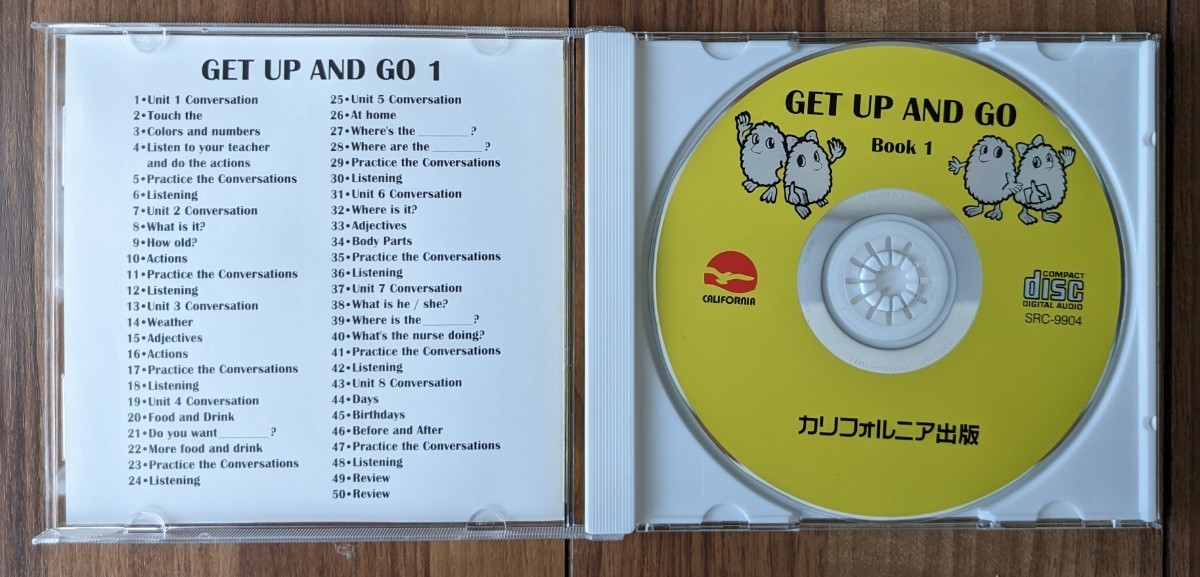 GET UP AND GO 1
1•Unit 1 Conversation
2•Touch the
3•Colors and numbers
4•Listen to your teacher
and do the actions
5•Practice the Conversations
6•Listening
7•Unit 2 Conversation
8•What is it?
9•How old?
10•Actions
11•Practice the Conversations
12•Listening
13•Unit 3 Conversation
14•Weather
15•Adjectives
16•Actions
17•Practice the Conversations
18•Listening
19•Unit 4 Conversation
20•Food and Drink
21•Do you want________?
22•More food and drink
23•Practice the Conversations
24•Listening
25•Unit 5 Conversation
26•At home
27•Where's the ________?
28•Where are the ________?
29•Practice the Conversations
30•Listening
31•Unit 6 Conversation
32•Where is it?
33•Adjectives
34•Body Parts
35•Practice the Conversations
36•Listening
37•Unit 7 Conversation
38•What is he / she?
39•Where is the ________?
40•What's the nurse doing?
41•Practice the Conversations
42•Listening
43•Unit 8 Conversation
44•Days
45•Birthdays
46•Before and After
47•Practice the Conversations
48•Listening
49•Review
50•Review
GET UP AND GO
Book 1
CALIFORNIA
COMPACT
disc
DIGITAL AUDIO
SRC-9904
カリフォルニア出版